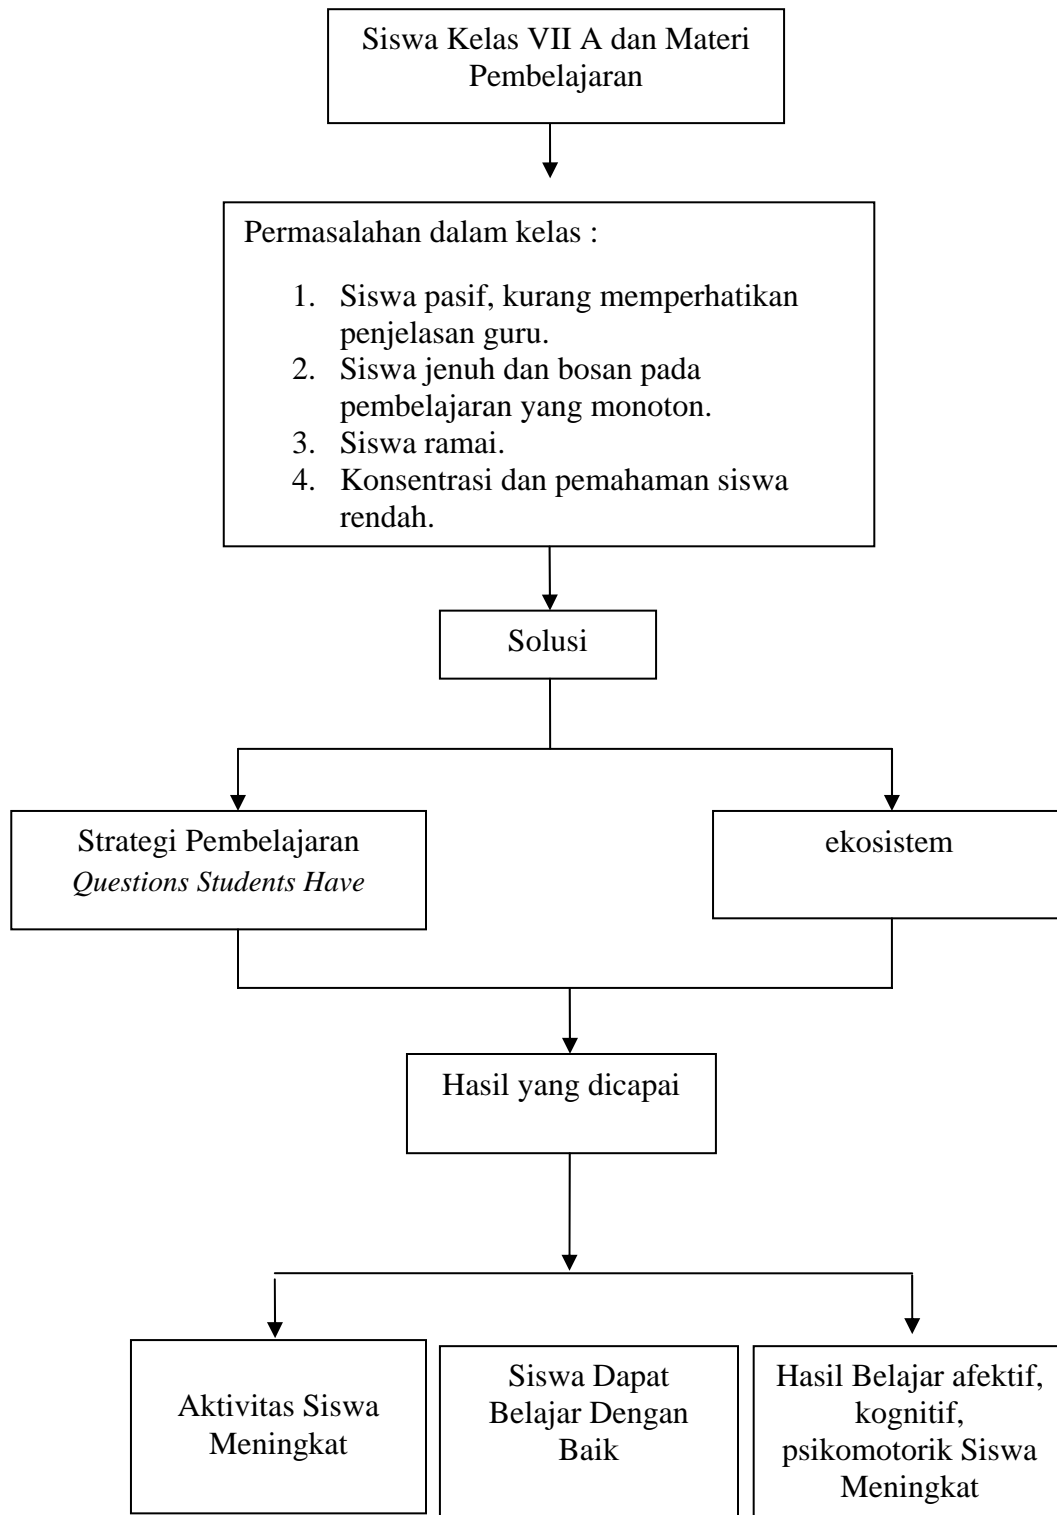 Siswa Kelas VII A dan Materi
Pembelajaran
Permasalahan dalam kelas :
1. Siswa pasif, kurang memperhatikan
penjelasan guru.
2. Siswa jenuh dan bosan pada
pembelajaran yang monoton.
3. Siswa ramai.
4. Konsentrasi dan pemahaman siswa
rendah.
Solusi
Strategi Pembelajaran
Questions Students Have
ekosistem
Hasil yang dicapai
Aktivitas Siswa
Meningkat
Siswa Dapat
Belajar Dengan
Baik
Hasil Belajar afektif,
kognitif,
psikomotorik Siswa
Meningkat